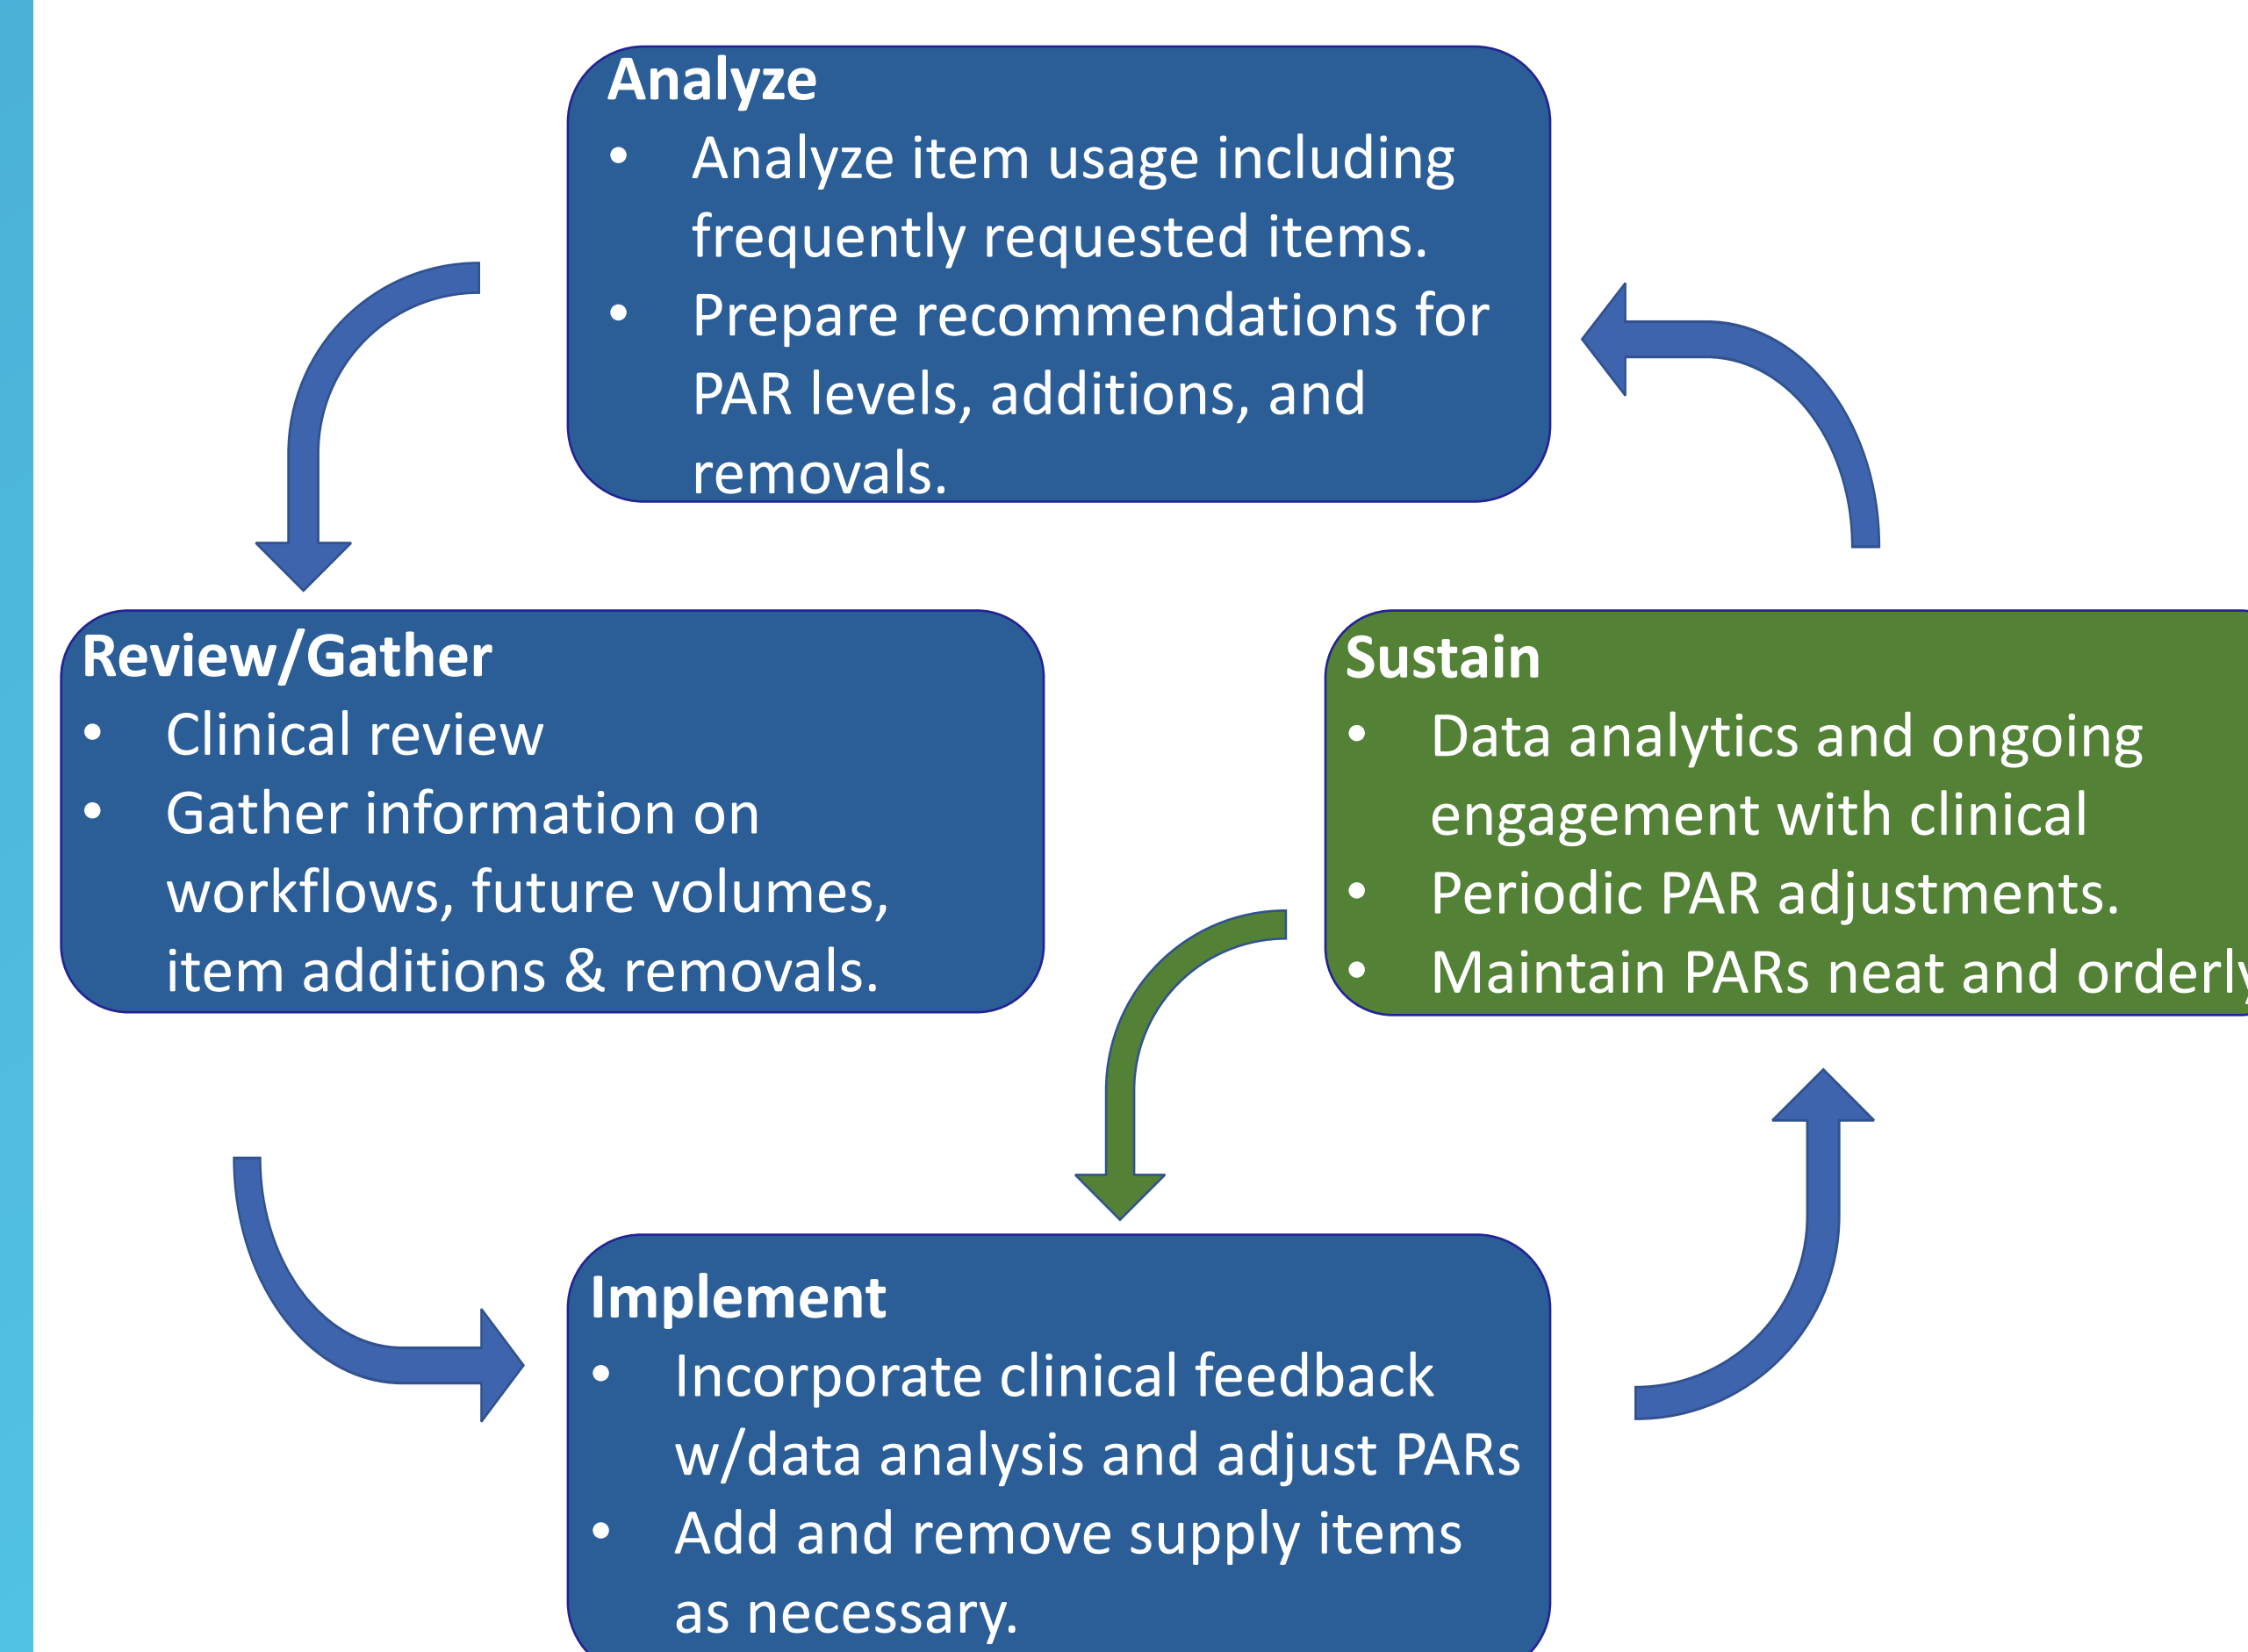 Analyze
• Analyze item usage including
frequently requested items.
• Prepare recommendations for
PAR levels, additions, and
removals.
Review/Gather
• Clinical review
• Gather information on
workflows, future volumes,
item additions & removals.
Sustain
• Data analytics and ongoing
engagement with clinical
• Periodic PAR adjustments.
• Maintain PARs neat and orderly
Implement
• Incorporate clinical feedback
w/data analysis and adjust PARs
• Add and remove supply items
as necessary.